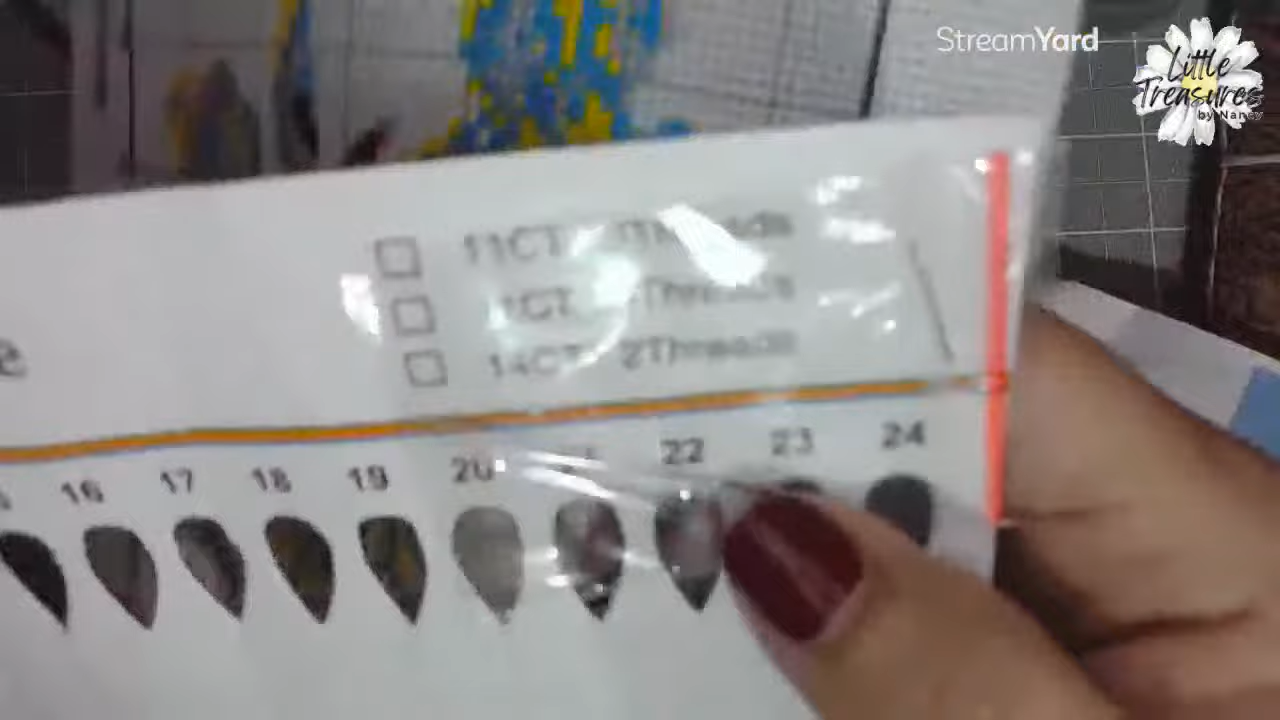 StreamYard
Little
Treasures
by Nancy
11CT
14CT 2Threads
16 17 18 19 20 22 23 24